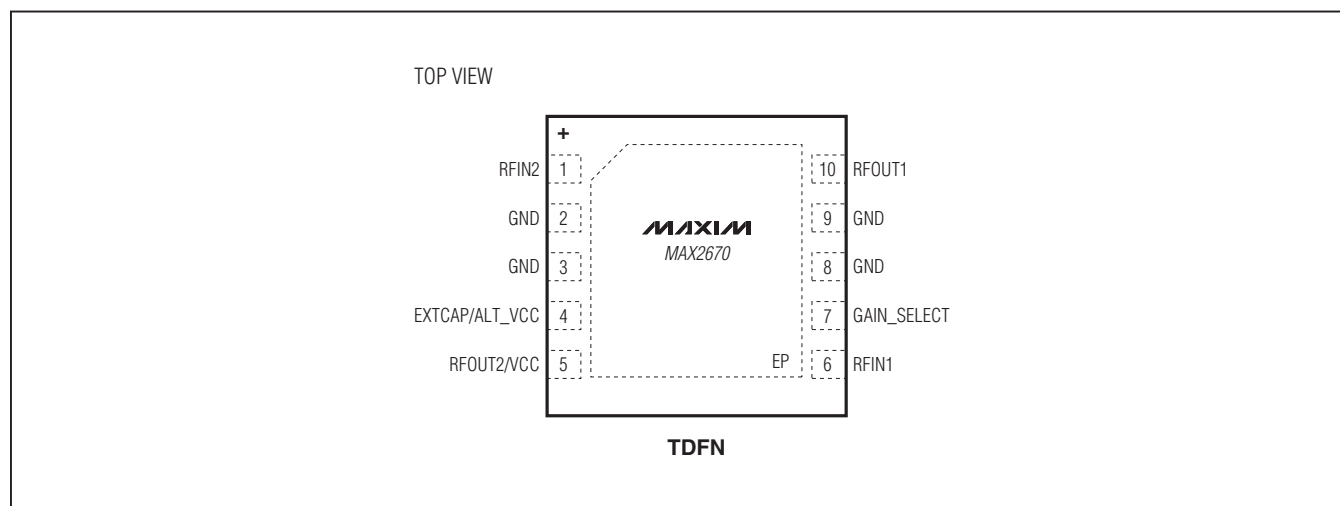 TOP VIEW
+
RFIN2 1
10 RFOUT1
GND 2
9 GND
MAXIM
MAX2670
GND 3
8 GND
EXTCAP/ALT_VCC 4
7 GAIN_SELECT
RFOUT2/VCC 5
EP
6 RFIN1
TDFN